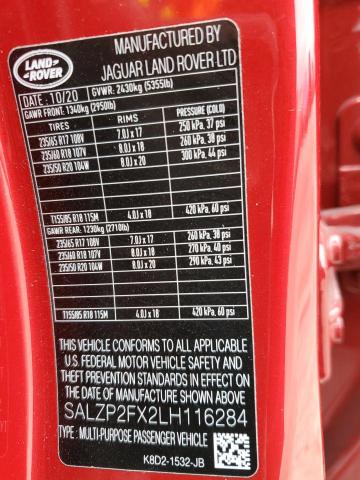 LAND-
-ROVER
MANUFACTURED BY
JAGUAR LAND ROVER LTD
DATE: 10/20 GVWR: 2430kg (5355lb)
GAWR FRONT: 1340kg (2950lb)
TIRES RIMS PRESSURE (COLD)
235/65 R17 108V 7.0J x 17 250 kPa, 37 psi
235/60 R18 107V 8.0J x 18 260 kPa, 38 psi
235/50 R20 104W 8.0J x 20 300 kPa, 44 psi
T155/85 R18 115M 4.0J x 18 420 kPa, 60 psi
GAWR REAR: 1230kg (2710lb)
235/65 R17 108V 7.0J x 17 260 kPa, 38 psi
235/60 R18 107V 8.0J x 18 270 kPa, 40 psi
235/50 R20 104W 8.0J x 20 290 kPa, 43 psi
T155/85 R18 115M 4.0J x 18 420 kPa, 60 psi
THIS VEHICLE CONFORMS TO ALL APPLICABLE
U.S. FEDERAL MOTOR VEHICLE SAFETY BUMPER
AND THEFT PREVENTION STANDARDS IN EFFECT
ON THE DATE OF MANUFACTURE SHOWN ABOVE
SALZP2FX2LH116284
TYPE: MULTI-PURPOSE PASSENGER VEHICLE
K8D2-1532-JB